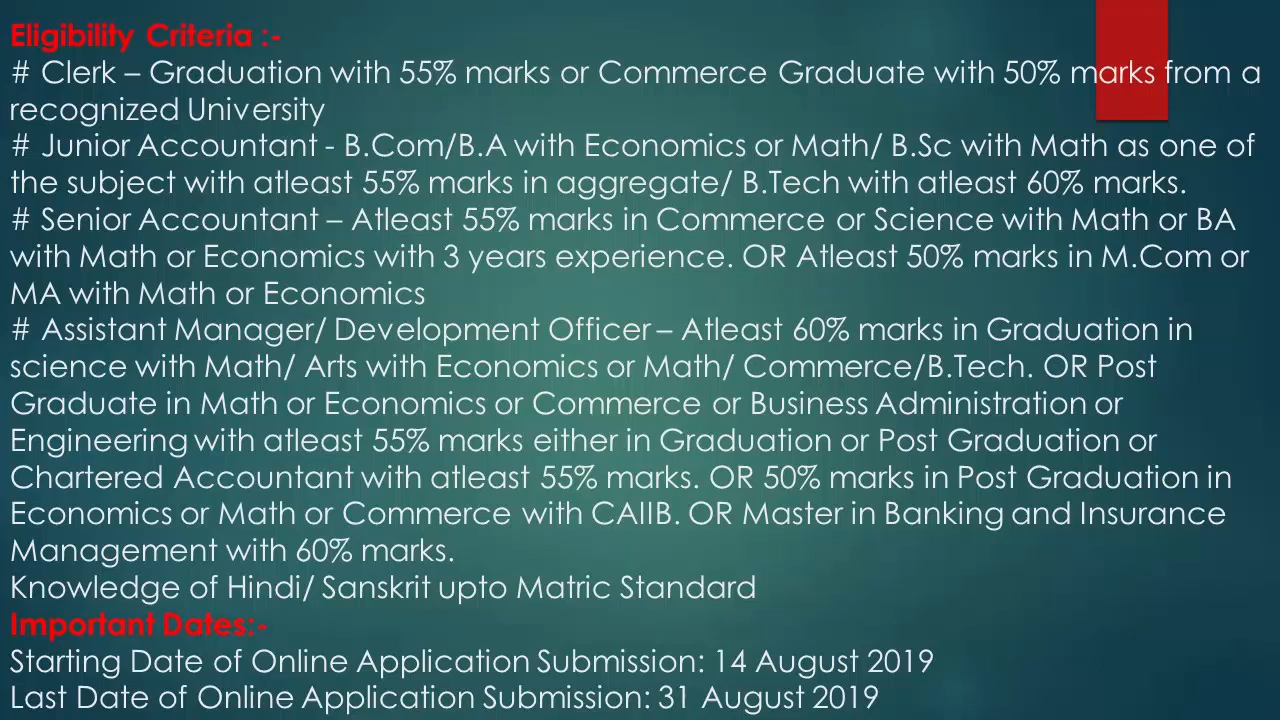 Eligibility Criteria :-
# Clerk – Graduation with 55% marks or Commerce Graduate with 50% marks from a
recognized University
# Junior Accountant - B.Com/B.A with Economics or Math/ B.Sc with Math as one of
the subject with atleast 55% marks in aggregate/ B.Tech with atleast 60% marks.
# Senior Accountant – Atleast 55% marks in Commerce or Science with Math or BA
with Math or Economics with 3 years experience. OR Atleast 50% marks in M.Com or
MA with Math or Economics
# Assistant Manager/ Development Officer – Atleast 60% marks in Graduation in
science with Math/ Arts with Economics or Math/ Commerce/B.Tech. OR Post
Graduate in Math or Economics or Commerce or Business Administration or
Engineering with atleast 55% marks either in Graduation or Post Graduation or
Chartered Accountant with atleast 55% marks. OR 50% marks in Post Graduation in
Economics or Math or Commerce with CAIIB. OR Master in Banking and Insurance
Management with 60% marks.
Knowledge of Hindi/ Sanskrit upto Matric Standard
Important Dates:-
Starting Date of Online Application Submission: 14 August 2019
Last Date of Online Application Submission: 31 August 2019